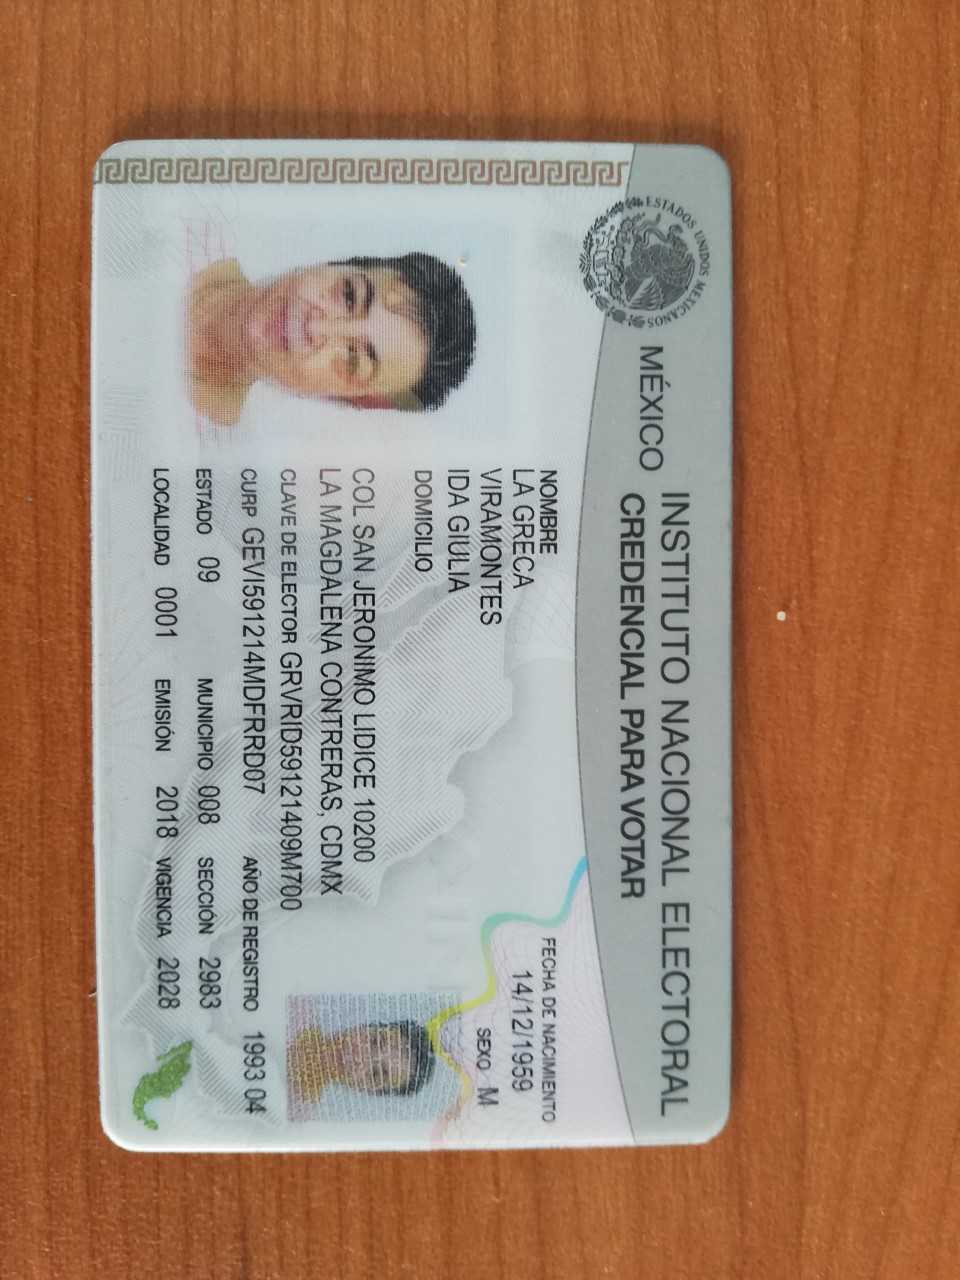 ESTADOS UNIDOS MEXICANOS
MÉXICO INSTITUTO NACIONAL ELECTORAL
CREDENCIAL PARA VOTAR
NOMBRE
LA GRECA
VIRAMONTES
IDA GIULIA
FECHA DE NACIMIENTO
14/12/1959
SEXO M
DOMICILIO
COL SAN JERONIMO LIDICE 10200
LA MAGDALENA CONTRERAS, CDMX
CLAVE DE ELECTOR GRVRID59121409M700
CURP GEVI591214MDFRRD07 AÑO DE REGISTRO 1993 04
ESTADO 09 MUNICIPIO 008 SECCIÓN 2983
LOCALIDAD 0001 EMISIÓN 2018 VIGENCIA 2028